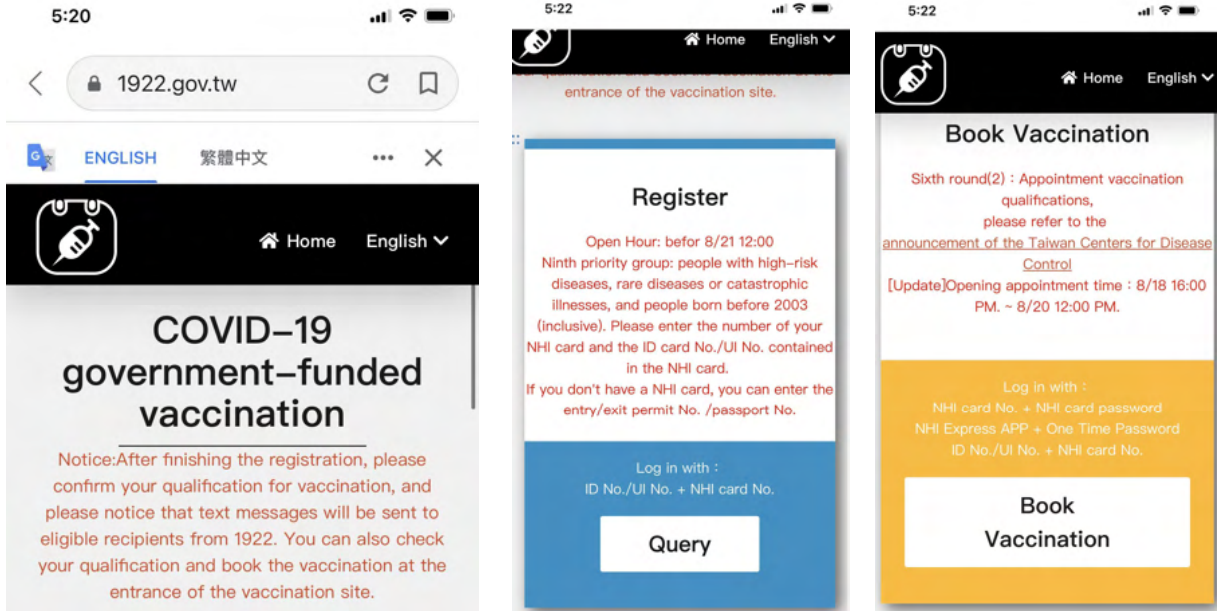 5:20
1922.gov.tw
ENGLISH 繁體中文
Home English
COVID-19
government-funded
vaccination
Notice:After finishing the registration, please
confirm your qualification for vaccination, and
please notice that text messages will be sent to
eligible recipients from 1922. You can also check
your qualification and book the vaccination at the
entrance of the vaccination site.
5:22
Home English
entrance of the vaccination site.
Register
Open Hour: befor 8/21 12:00
Ninth priority group: people with high-risk
diseases, rare diseases or catastrophic
illnesses, and people born before 2003
(inclusive). Please enter the number of your
NHI card and the ID card No./UI No. contained
in the NHI card.
If you don't have a NHI card, you can enter the
entry/exit permit No. /passport No.
Log in with：
ID No./UI No. + NHI card No.
Query
5:22
Home English
Book Vaccination
Sixth round(2)：Appointment vaccination
qualifications,
please refer to the
announcement of the Taiwan Centers for Disease
Control
[Update]Opening appointment time：8/18 16:00
PM. ~ 8/20 12:00 PM.
Log in with：
NHI card No. + NHI card password
NHI Express APP + One Time Password
ID No./UI No. + NHI card No.
Book
Vaccination